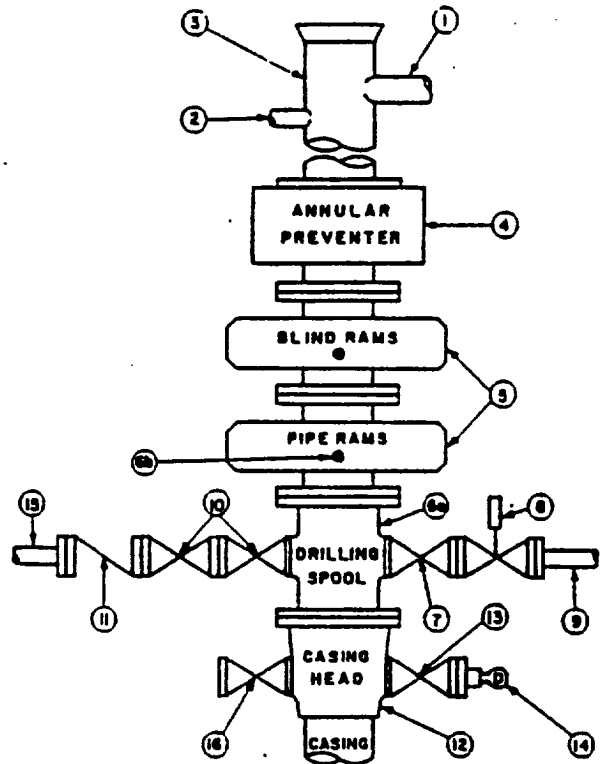 3
1
2
ANNULAR
PREVENTER
4
BLIND RAMS
5
PIPE RAMS
6b
10
6a
8
15
DRILLING
SPOOL
11
7
9
13
CASING
HEAD
16
12
14
CASING